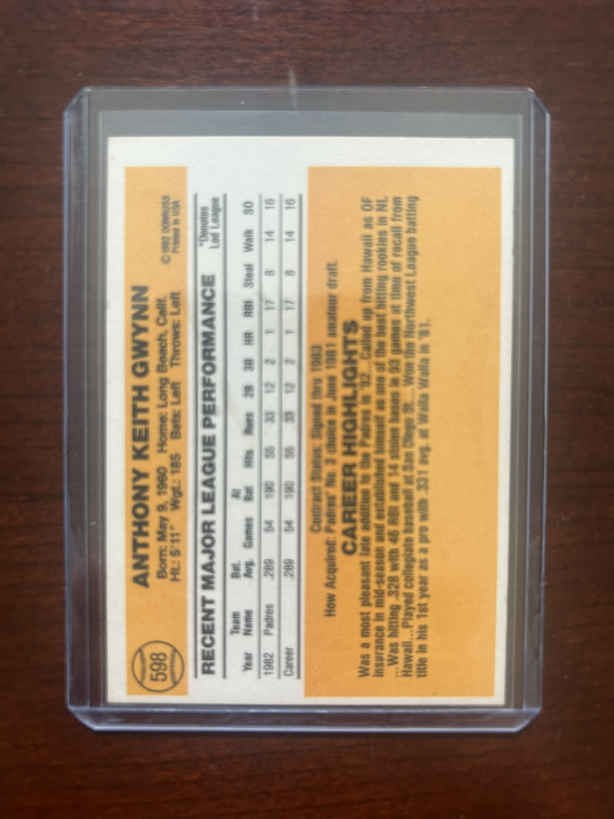 598
ANTHONY KEITH GWYNN
Born: May 9, 1960 Home: Long Beach, Calif.
Ht.: 5'11" Wgt.: 185 Bats: Left Throws: Left
© 1982 DONRUSS
Printed in USA
RECENT MAJOR LEAGUE PERFORMANCE
*Denotes
Led League
Year Team Name Bat. Avg. Games At Bat Hits Runs 2B 3B HR RBI Steal Walk SO
1982 Padres .289 54 190 55 33 12 2 1 17 8 14 16
Career .289 54 190 55 33 12 2 1 17 8 14 16
Contract Status: Signed thru 1983
How Acquired: Padres' No. 3 choice in June 1981 amateur draft.
CAREER HIGHLIGHTS
Was a most pleasant late addition to the Padres in '82...Called up from Hawaii as OF
insurance in mid-season and established himself as one of the best hitting rookies in NL
...Was hitting .328 with 46 RBI and 14 stolen bases in 93 games at time of recall from
Hawaii...Played collegiate baseball at San Diego St....Won the Northwest League batting
title in his 1st year as a pro with .331 avg. at Walla Walla in '81.